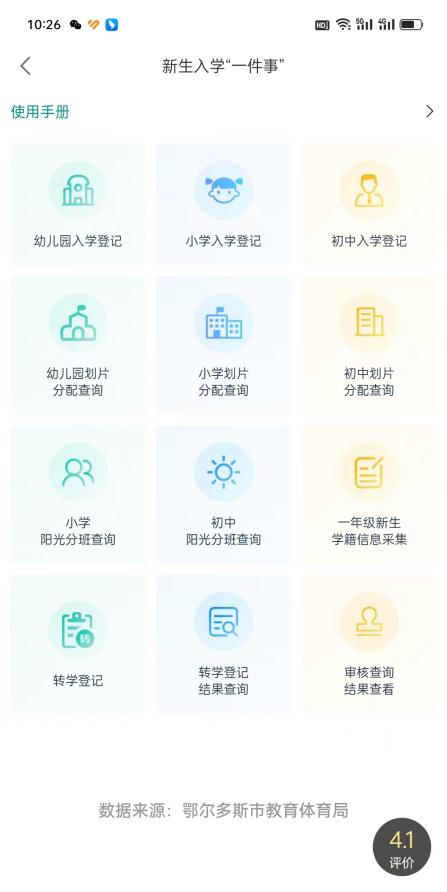 10:26
HD 5G 4G
新生入学“一件事”
使用手册
幼儿园入学登记
小学入学登记
初中入学登记
幼儿园划片
分配查询
小学划片
分配查询
初中划片
分配查询
小学
阳光分班查询
初中
阳光分班查询
一年级新生
学籍信息采集
转
转学登记
转学登记
结果查询
审核查询
结果查看
数据来源：鄂尔多斯市教育体育局
4.1
评价